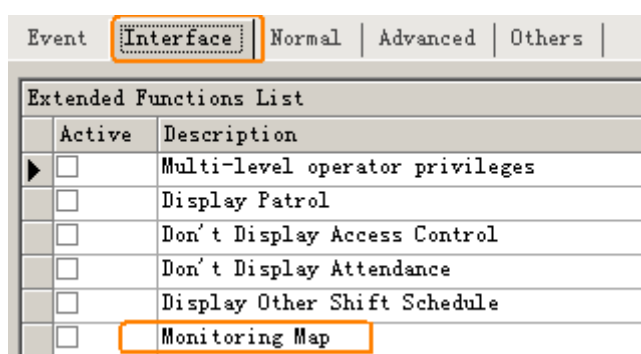 Event Interface Normal Advanced Others
Extended Functions List
Active Description
Multi-level operator privileges
Display Patrol
Don't Display Access Control
Don't Display Attendance
Display Other Shift Schedule
Monitoring Map